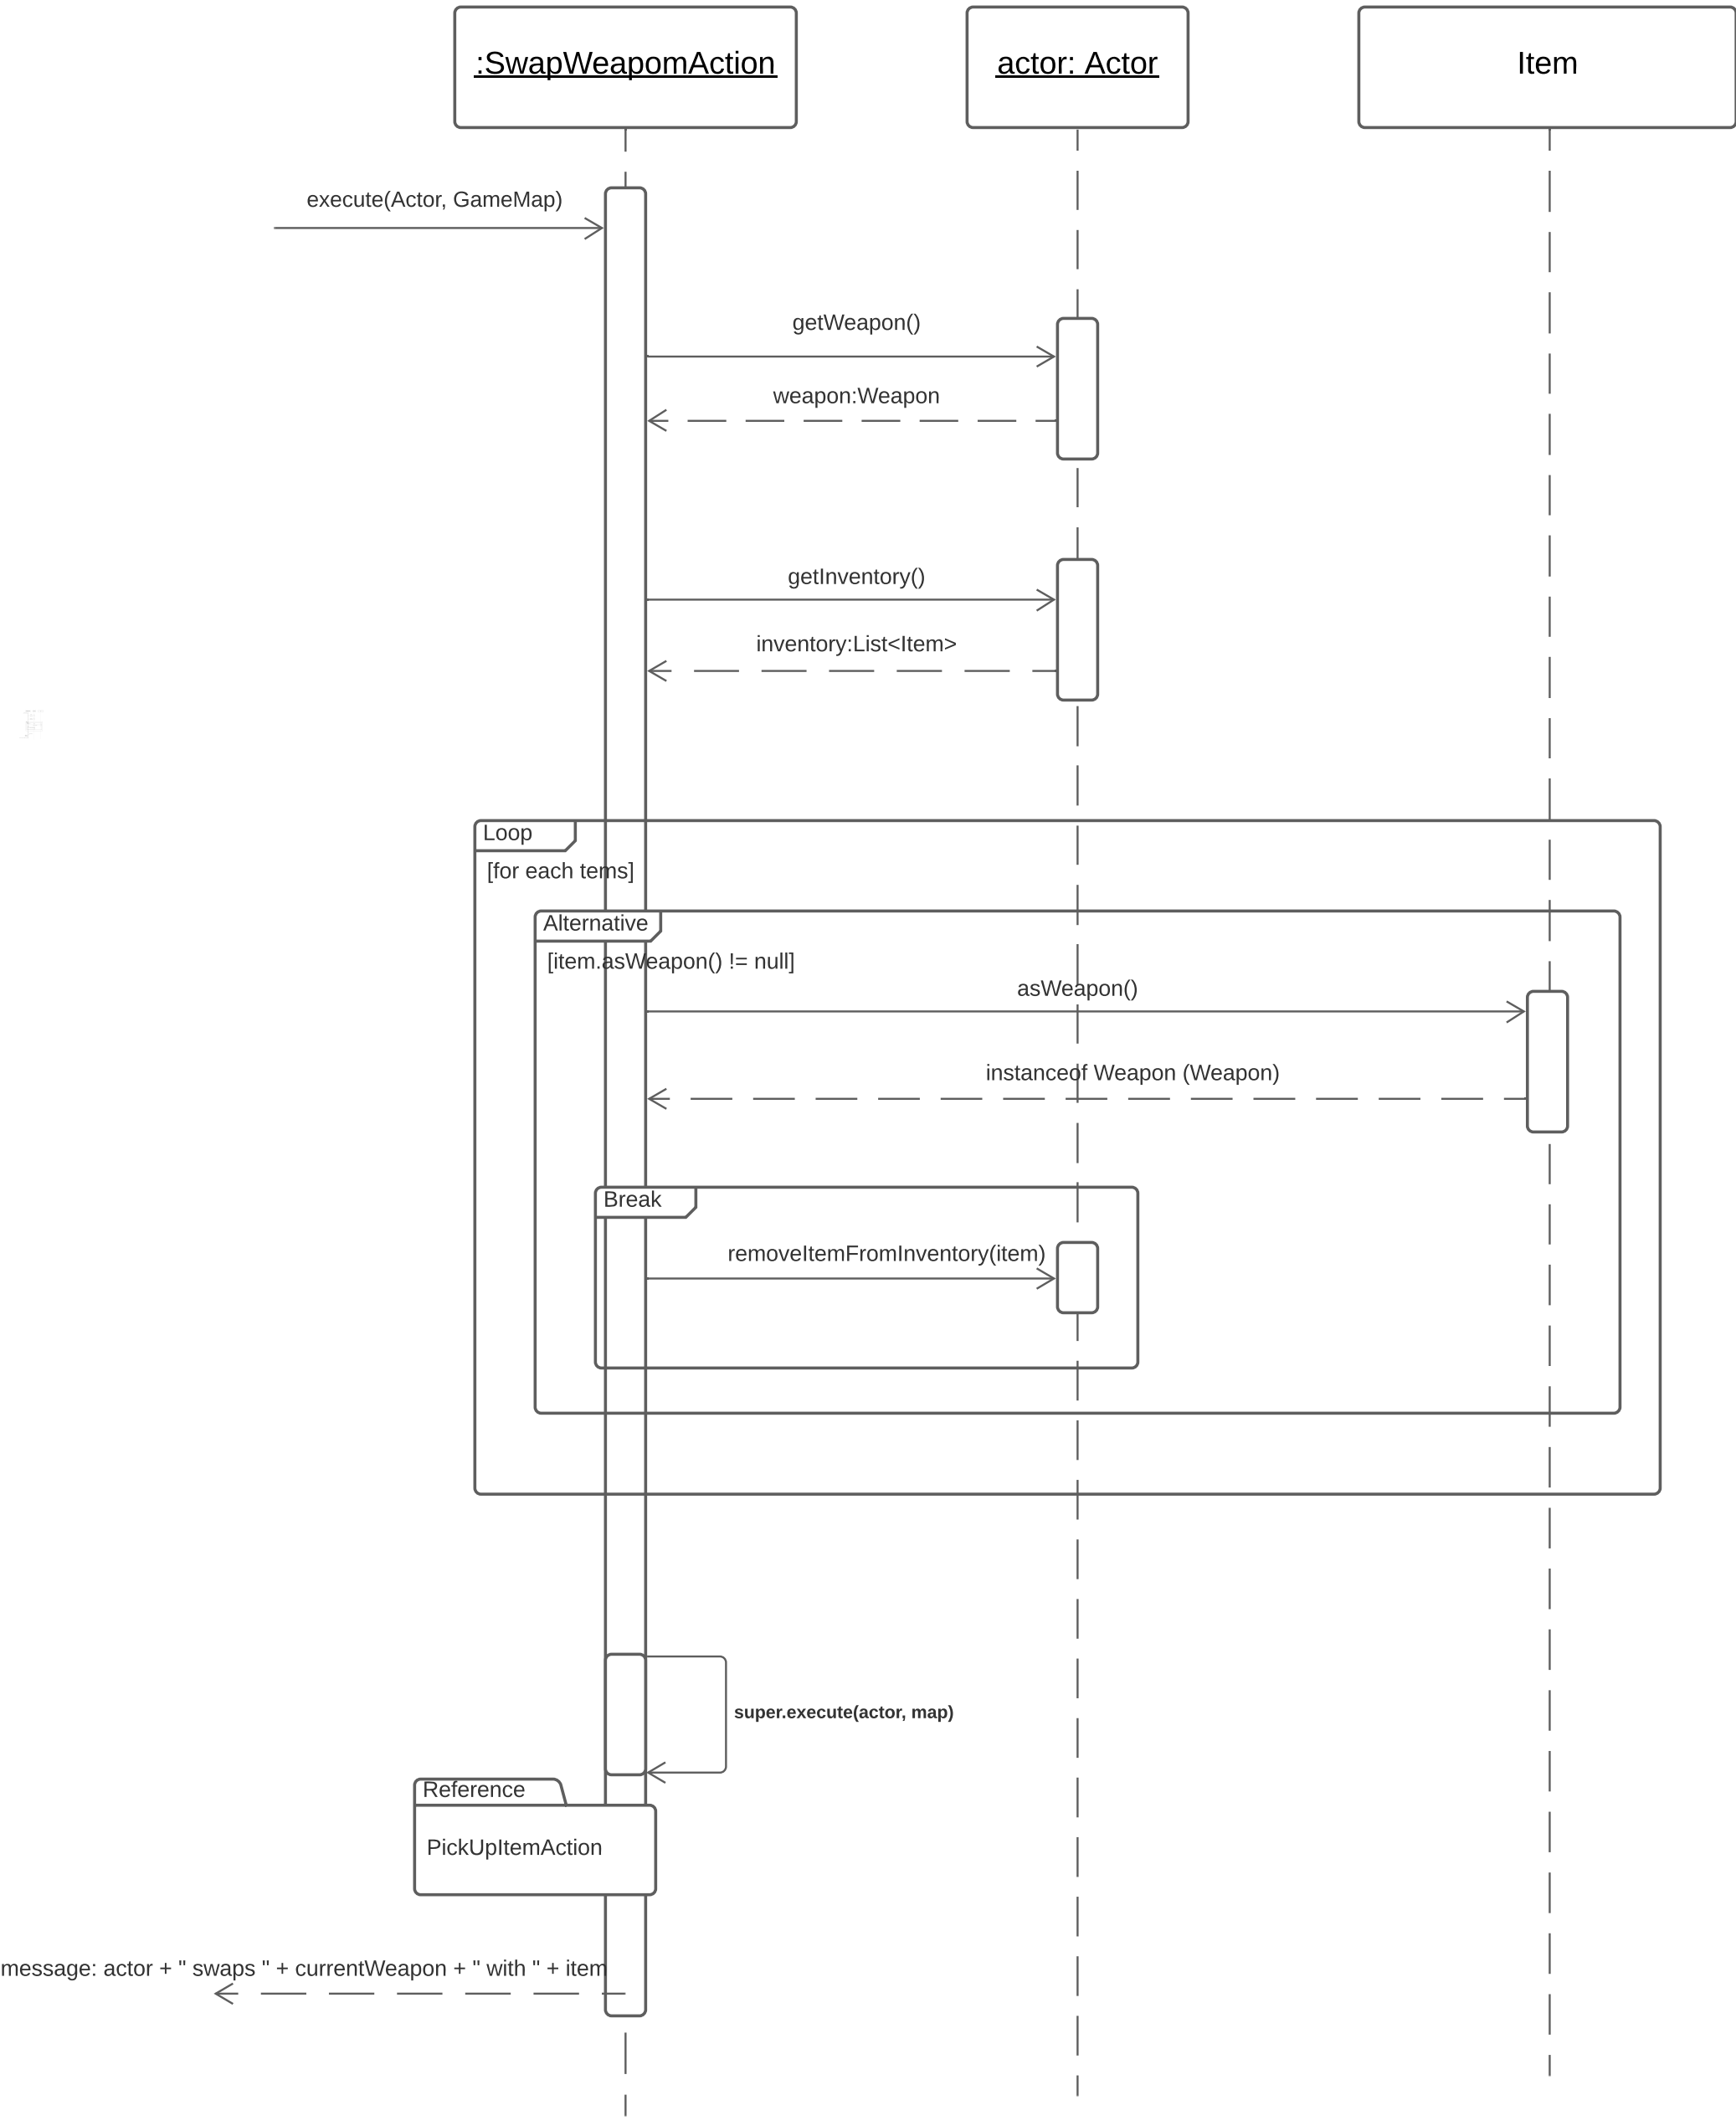 :SwapWeapomAction
actor: Actor
Item
execute(Actor, GameMap)
getWeapon()
weapon:Weapon
getInventory()
inventory:List<Item>
Loop
[for each tems]
Alternative
[item.asWeapon() != null]
asWeapon()
instanceof Weapon (Weapon)
Break
removeItemFromInventory(item)
super.execute(actor, map)
Reference
PickUpItemAction
message: actor + " swaps " + currentWeapon + " with " + item